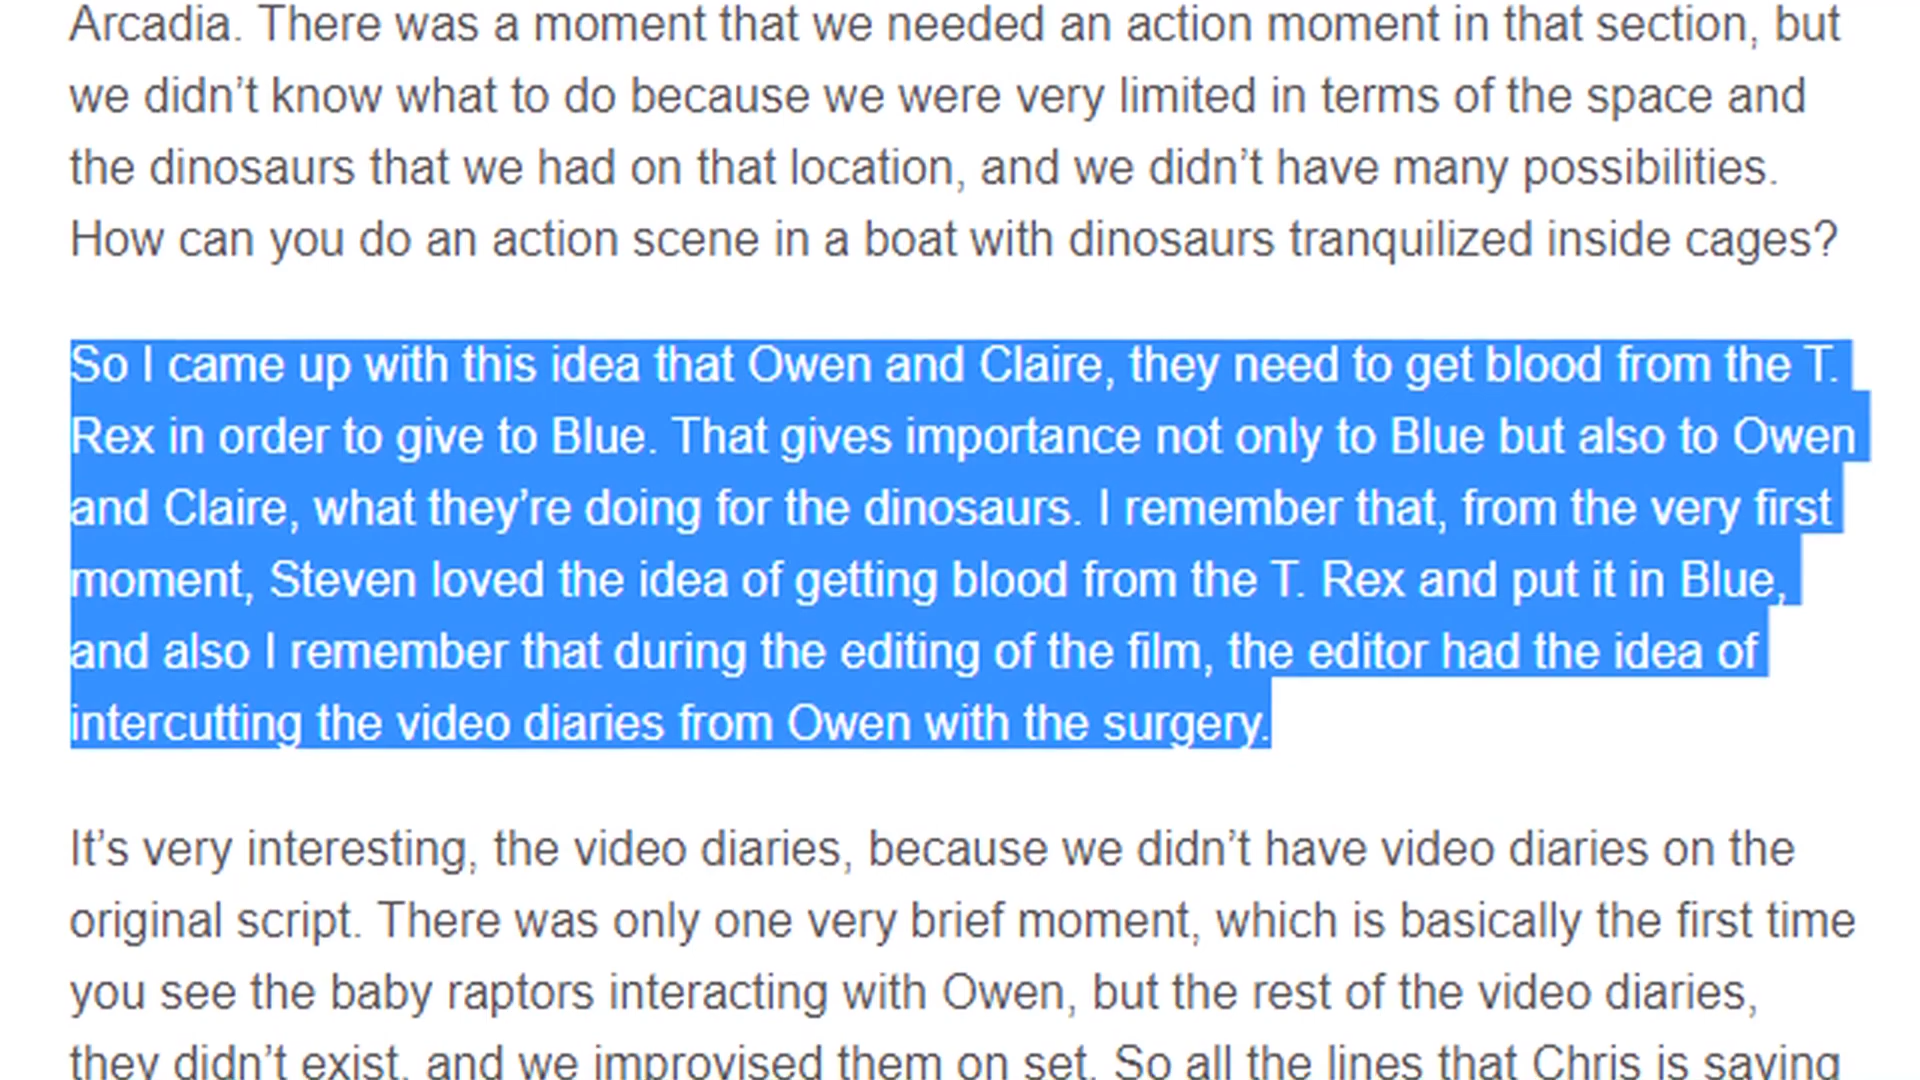 Arcadia. There was a moment that we needed an action moment in that section, but
we didn’t know what to do because we were very limited in terms of the space and
the dinosaurs that we had on that location, and we didn’t have many possibilities.
How can you do an action scene in a boat with dinosaurs tranquilized inside cages?
So I came up with this idea that Owen and Claire, they need to get blood from the T.
Rex in order to give to Blue. That gives importance not only to Blue but also to Owen
and Claire, what they’re doing for the dinosaurs. I remember that, from the very first
moment, Steven loved the idea of getting blood from the T. Rex and put it in Blue,
and also I remember that during the editing of the film, the editor had the idea of
intercutting the video diaries from Owen with the surgery.
It’s very interesting, the video diaries, because we didn’t have video diaries on the
original script. There was only one very brief moment, which is basically the first time
you see the baby raptors interacting with Owen, but the rest of the video diaries,
they didn’t exist, and we improvised them on set. So all the lines that Chris is saying